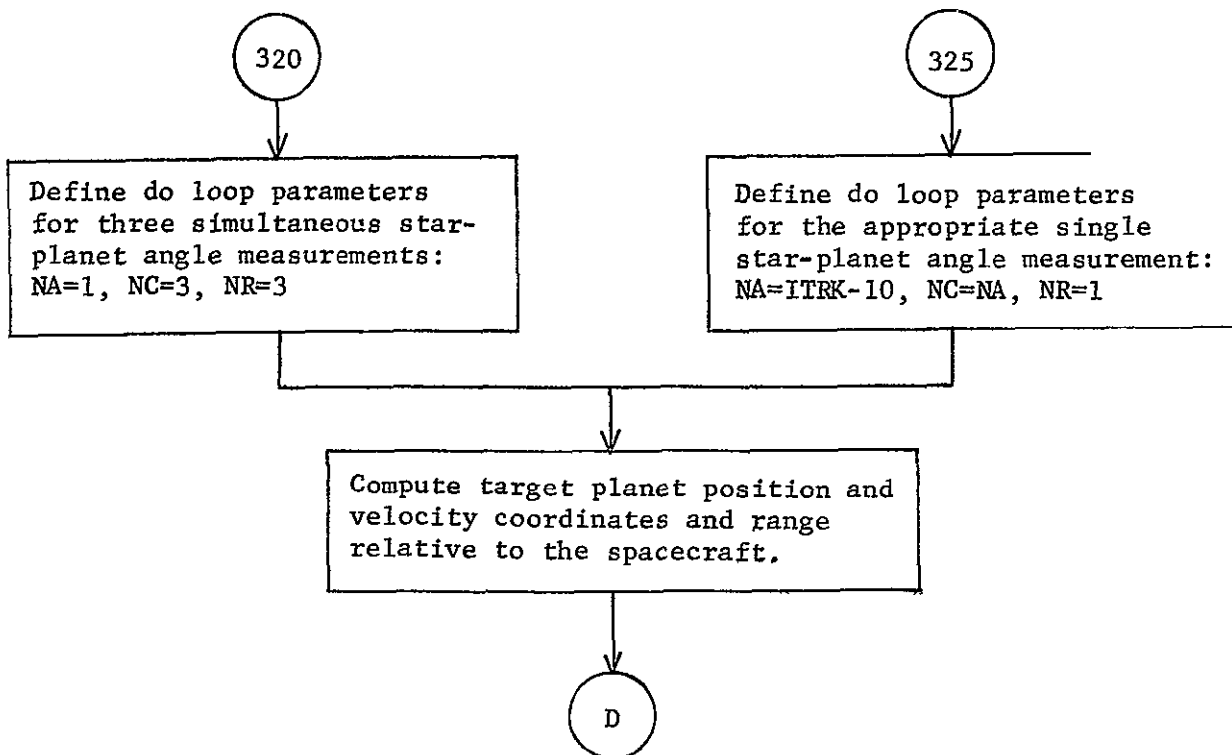 320
Define do loop parameters
for three simultaneous star-
planet angle measurements:
NA=1, NC=3, NR=3
325
Define do loop parameters
for the appropriate single
star-planet angle measurement:
NA=ITRK-10, NC=NA, NR=1
Compute target planet position and
velocity coordinates and range
relative to the spacecraft.
D